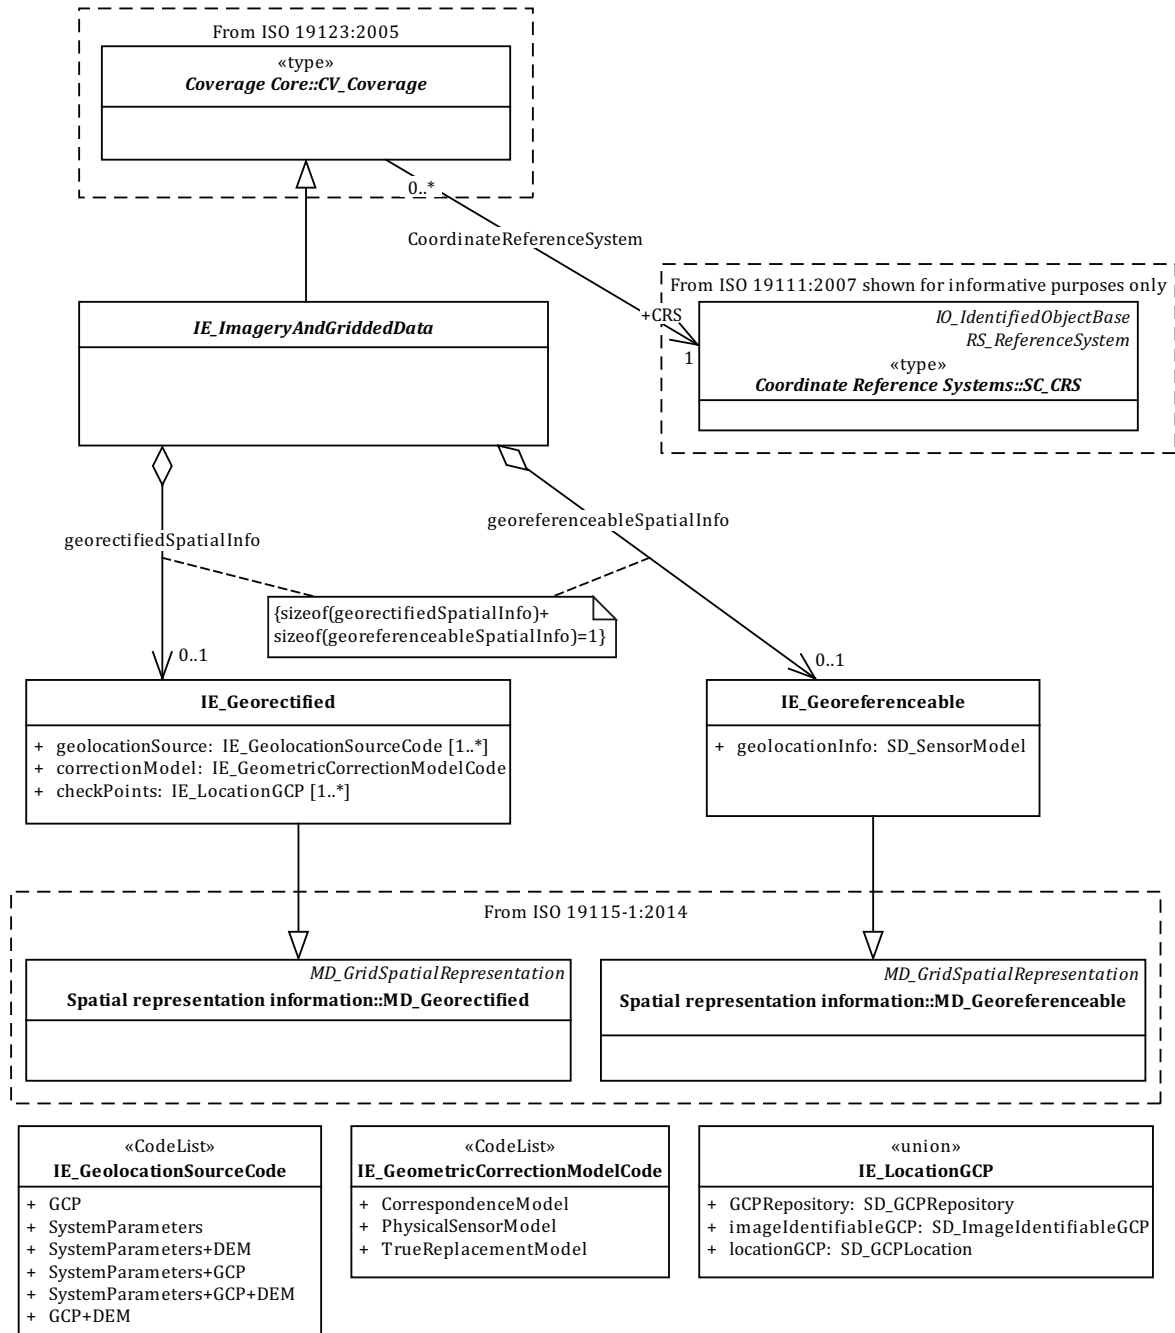 From ISO 19123:2005
«type»
Coverage Core::CV_Coverage
0..*
CoordinateReferenceSystem
From ISO 19111:2007 shown for informative purposes only
+CRS
1
IO_IdentifiedObjectBase
RS_ReferenceSystem
«type»
Coordinate Reference Systems::SC_CRS
IE_ImageryAndGriddedData
georectifiedSpatialInfo
georeferenceableSpatialInfo
{sizeof(georectifiedSpatialInfo)+
sizeof(georeferenceableSpatialInfo)=1}
0..1
0..1
IE_Georectified
+ geolocationSource: IE_GeolocationSourceCode [1..*]
+ correctionModel: IE_GeometricCorrectionModelCode
+ checkPoints: IE_LocationGCP [1..*]
IE_Georeferenceable
+ geolocationInfo: SD_SensorModel
From ISO 19115-1:2014
MD_GridSpatialRepresentation
Spatial representation information::MD_Georectified
MD_GridSpatialRepresentation
Spatial representation information::MD_Georeferenceable
«CodeList»
IE_GeolocationSourceCode
+ GCP
+ SystemParameters
+ SystemParameters+DEM
+ SystemParameters+GCP
+ SystemParameters+GCP+DEM
+ GCP+DEM
«CodeList»
IE_GeometricCorrectionModelCode
+ CorrespondenceModel
+ PhysicalSensorModel
+ TrueReplacementModel
«union»
IE_LocationGCP
+ GCPRepository: SD_GCPRepository
+ imageIdentifiableGCP: SD_ImageIdentifiableGCP
+ locationGCP: SD_GCPLocation